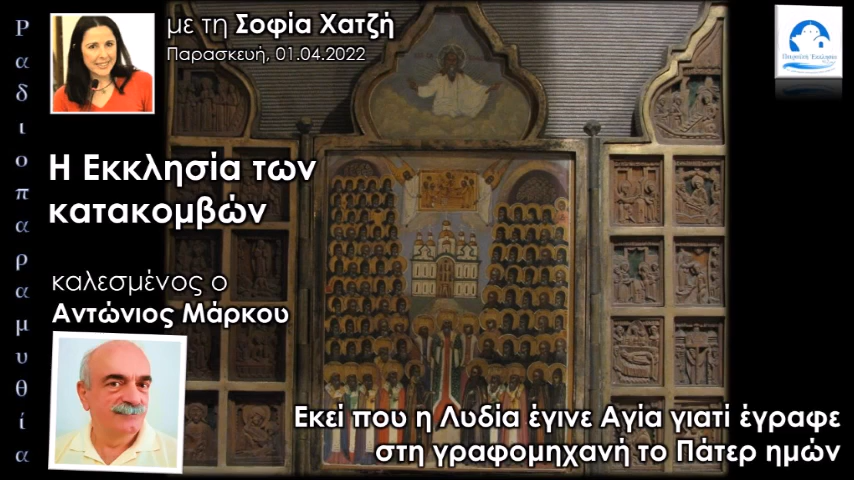 Ραδιοπαραμυθία
με τη Σοφία Χατζή
Παρασκευή, 01.04.2022
Η Εκκλησία των
κατακομβών
καλεσμένος ο
Αντώνιος Μάρκου
Εκεί που η Λυδία έγινε Αγία γιατί έγραφε
στη γραφομηχανή το Πάτερ ημών